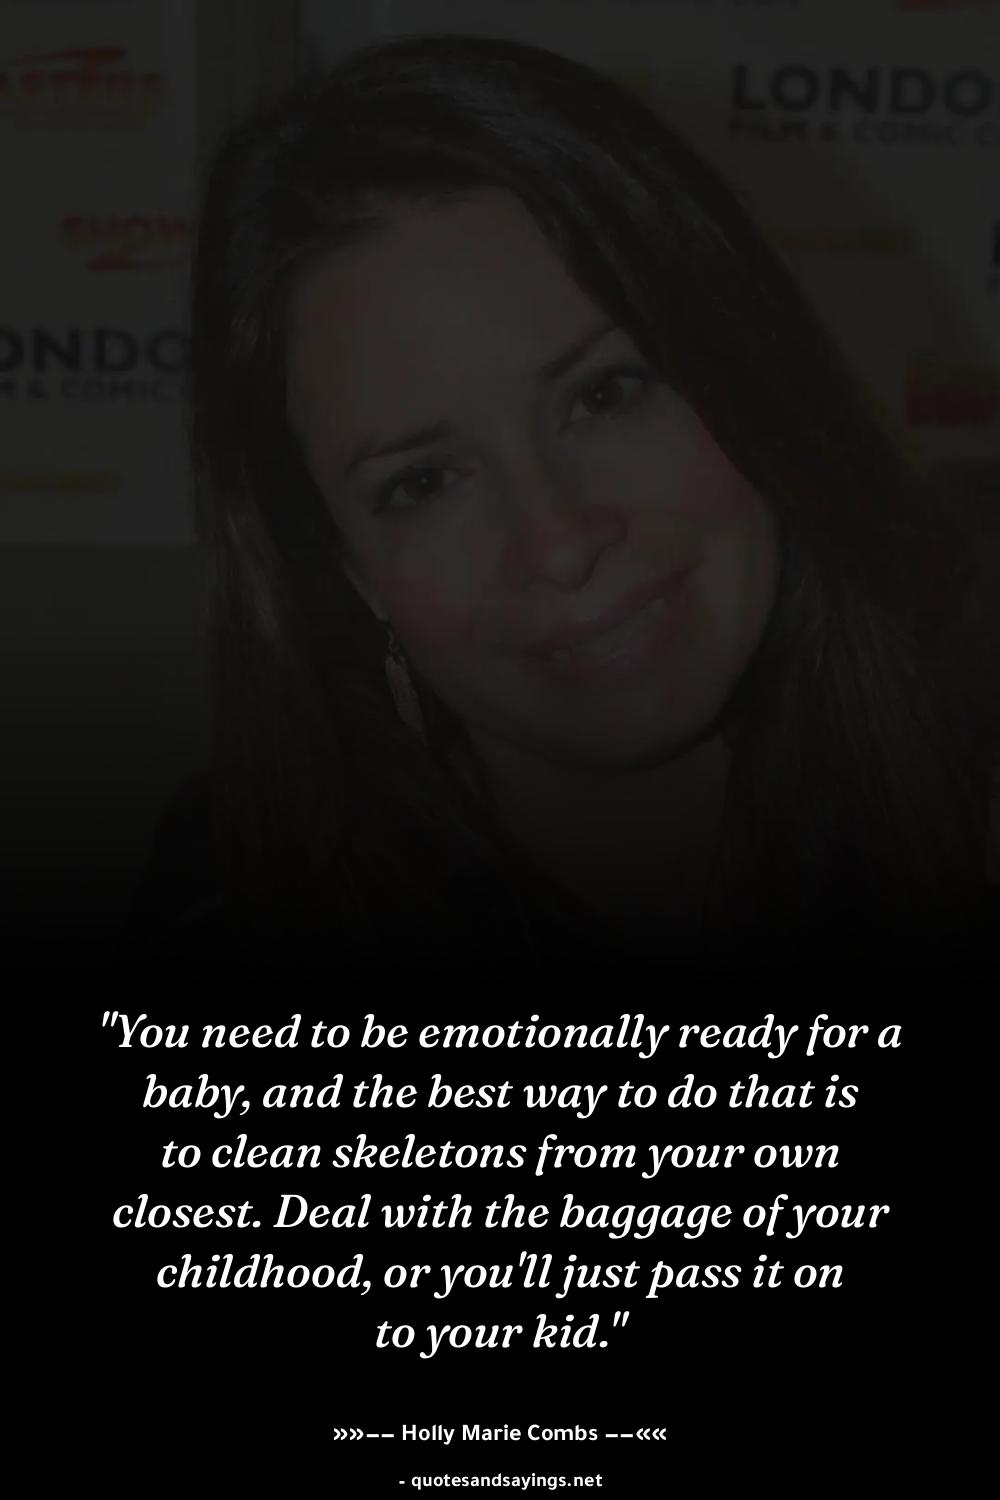 LONDO
FILM & COMIC C
SHOW
ONDO
M & COMIC
"You need to be emotionally ready for a
baby, and the best way to do that is
to clean skeletons from your own
closest. Deal with the baggage of your
childhood, or you'll just pass it on
to your kid."
»»–– Holly Marie Combs ––««
- quotesandsayings.net